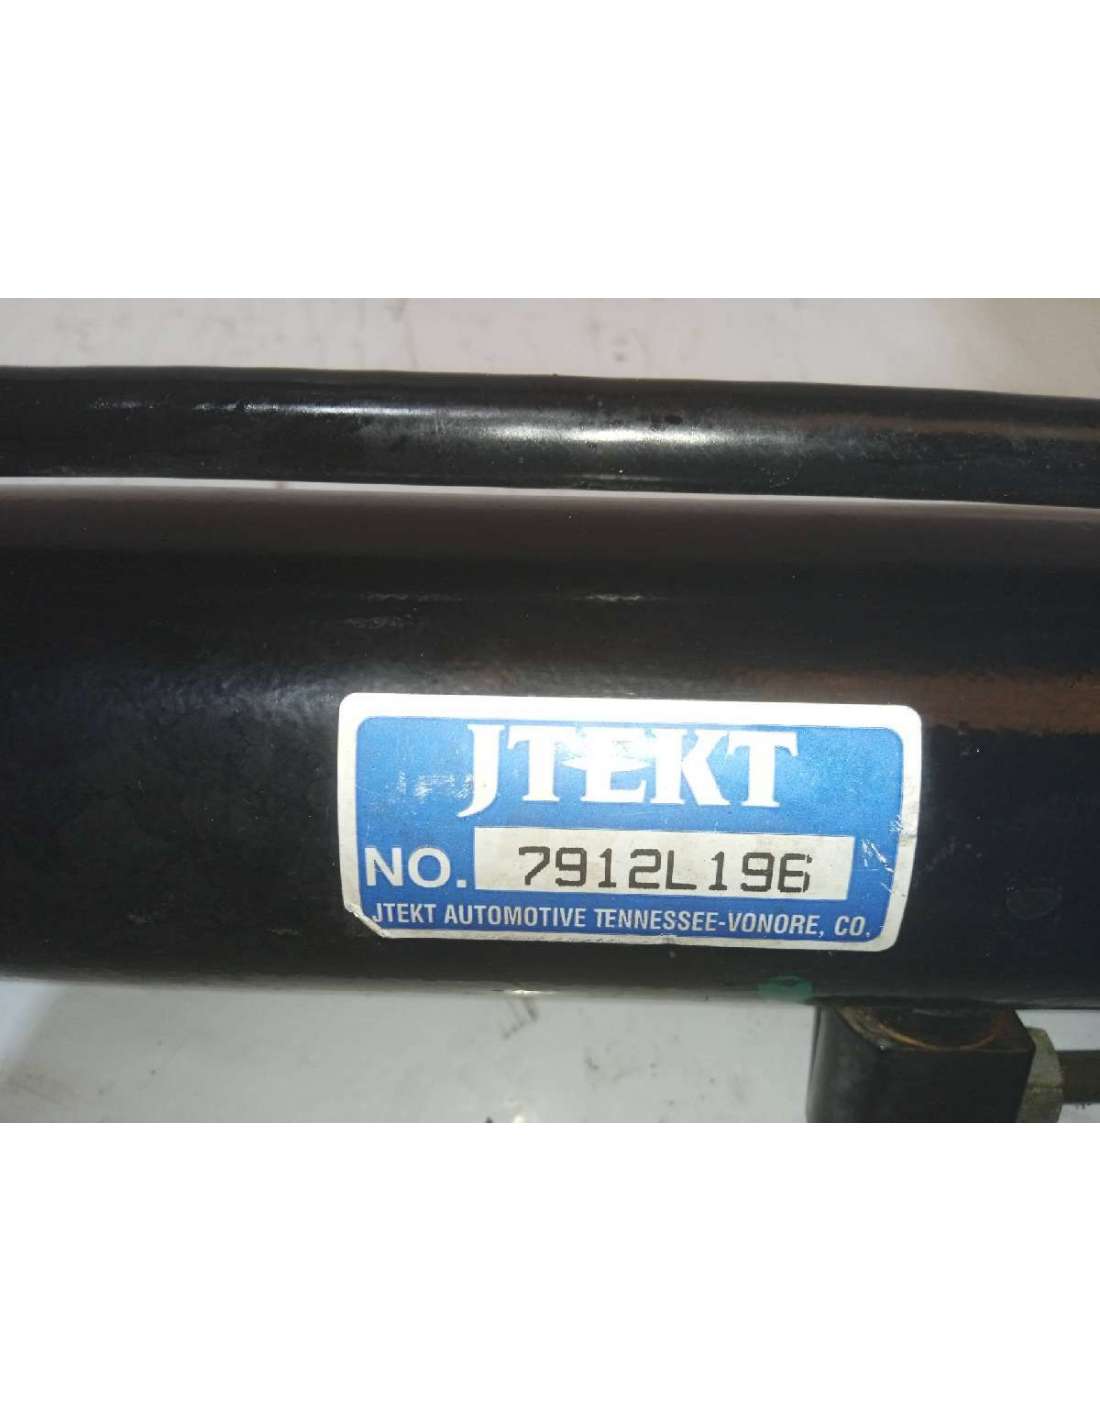 JTEKT
NO. 7912L196
JTEKT AUTOMOTIVE TENNESSEE-VONORE, CO.